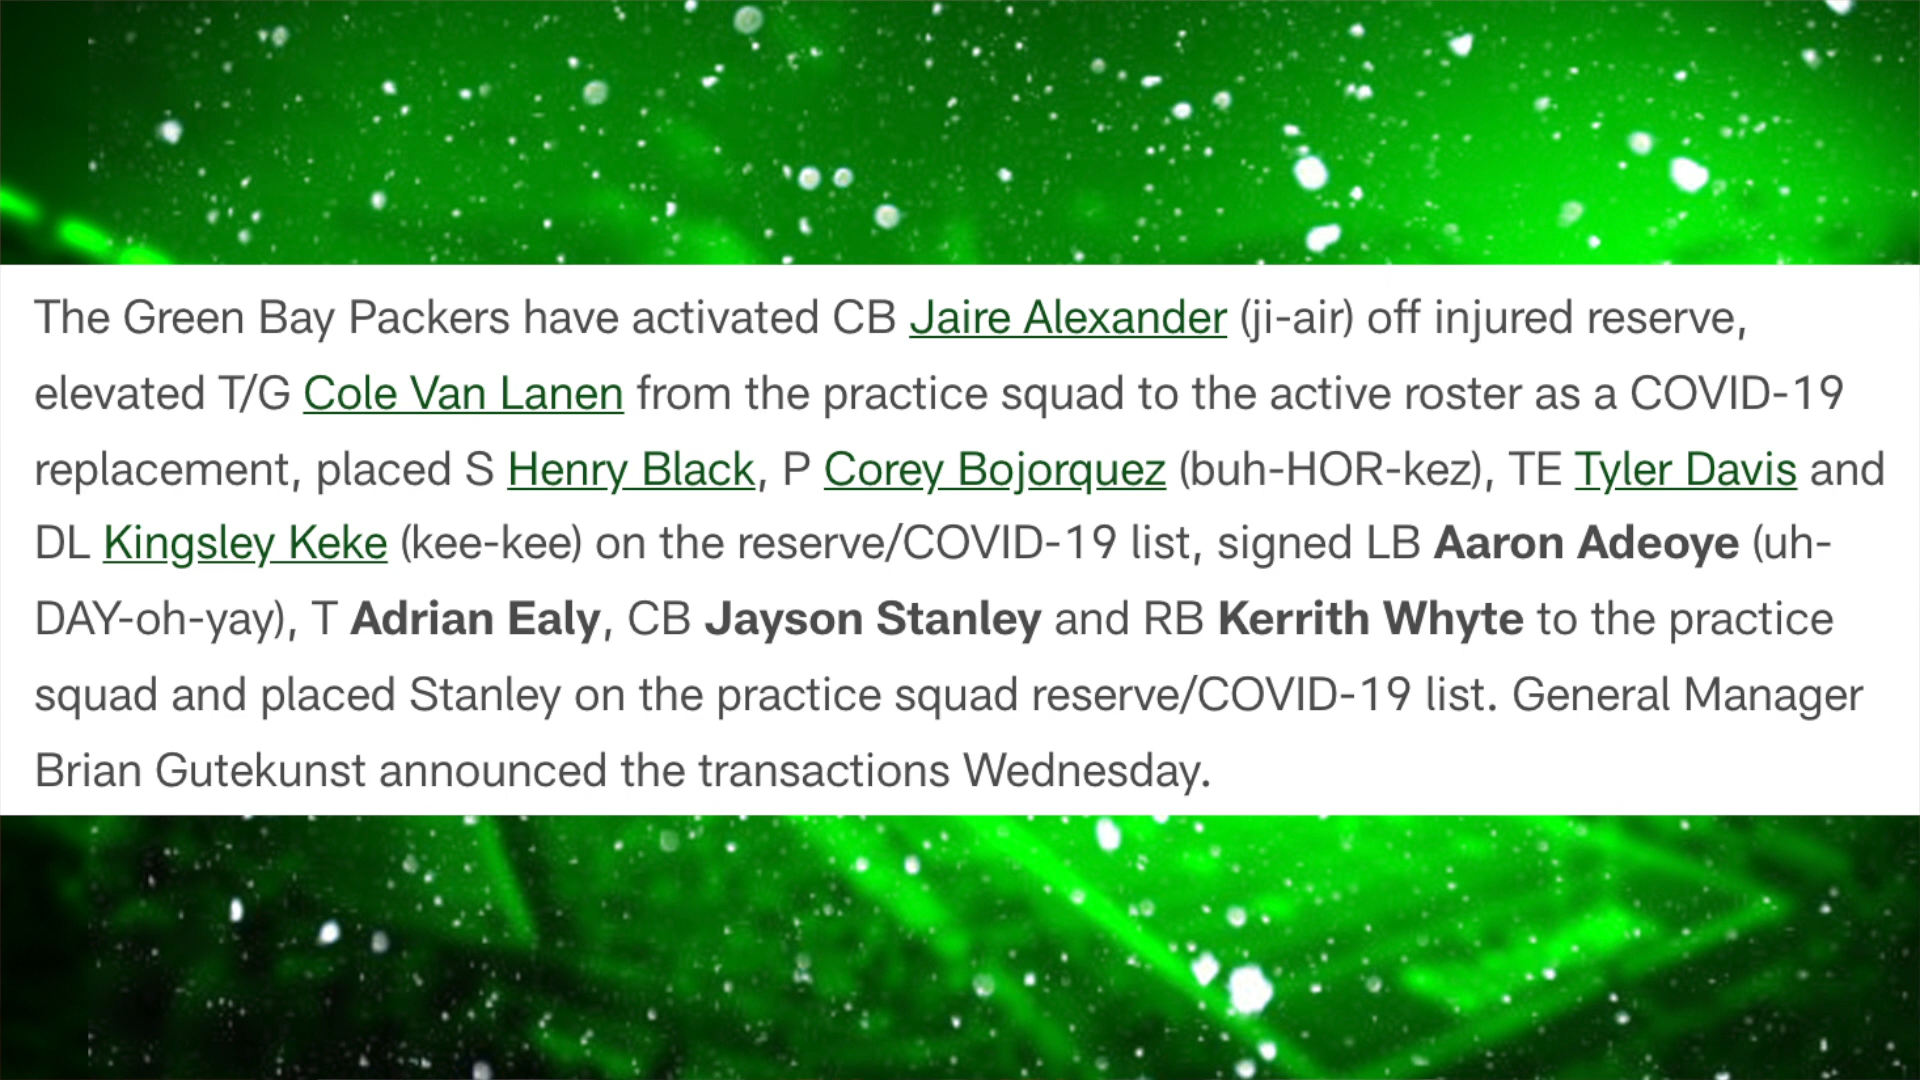 The Green Bay Packers have activated CB Jaire Alexander (ji-air) off injured reserve,
elevated T/G Cole Van Lanen from the practice squad to the active roster as a COVID-19
replacement, placed S Henry Black, P Corey Bojorquez (buh-HOR-kez), TE Tyler Davis and
DL Kingsley Keke (kee-kee) on the reserve/COVID-19 list, signed LB Aaron Adeoye (uh-
DAY-oh-yay), T Adrian Ealy, CB Jayson Stanley and RB Kerrith Whyte to the practice
squad and placed Stanley on the practice squad reserve/COVID-19 list. General Manager
Brian Gutekunst announced the transactions Wednesday.